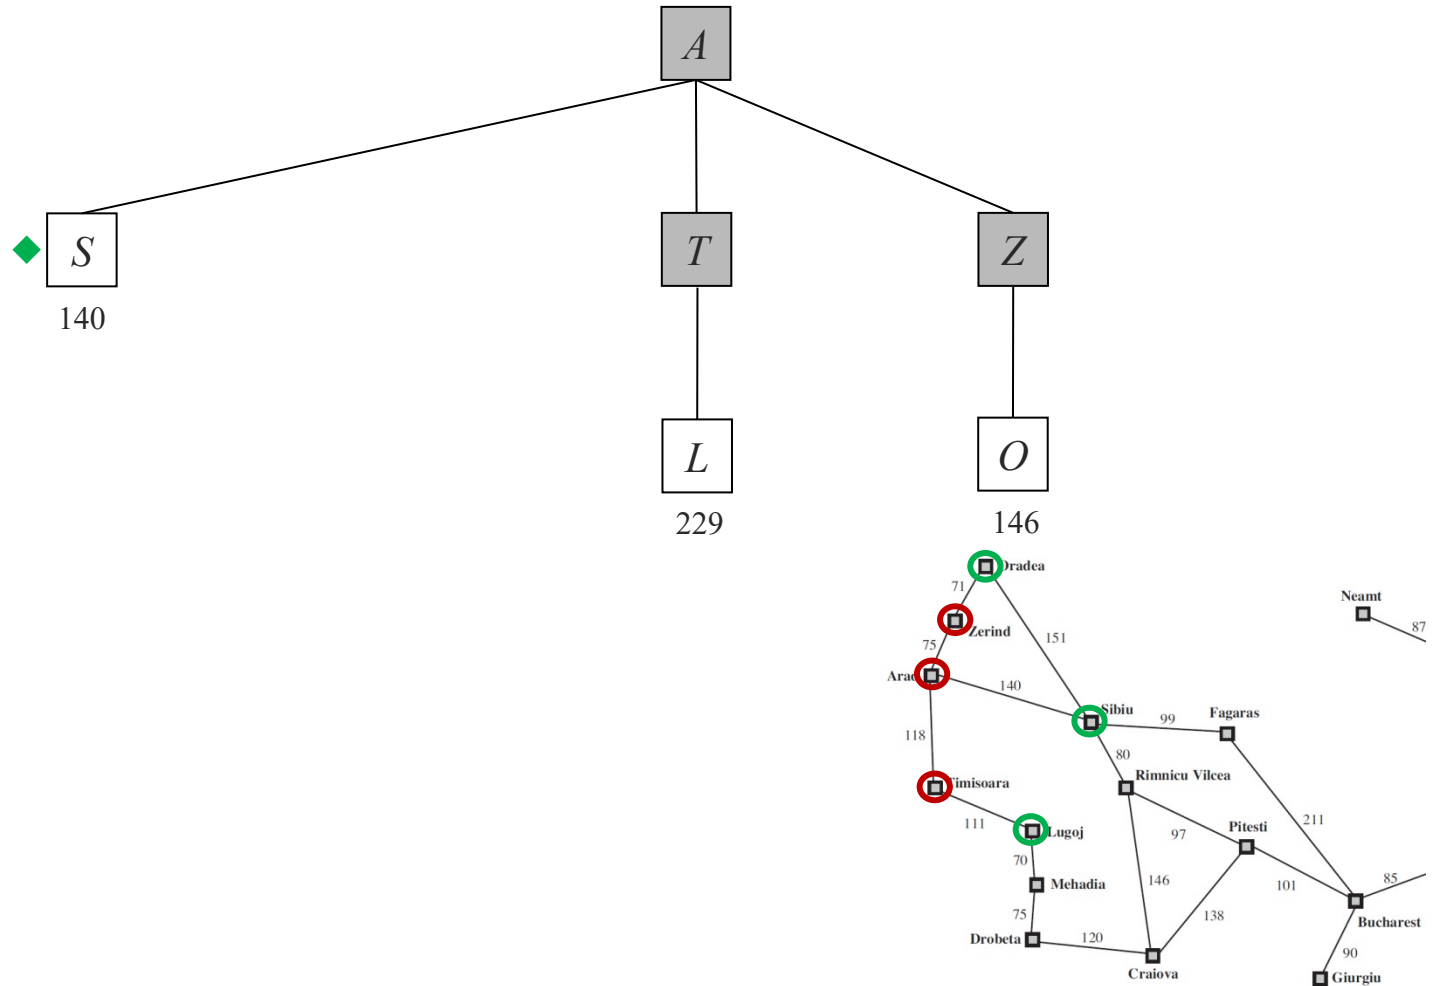 A
S
T
Z
140
L
O
229
146
Oradea
71
Neamt
87
Zerind
151
75
Arad
140
Sibiu
99
Fagaras
118
80
Timisoara
Rimnicu Vilcea
111
Lugoj
97
Pitesti
211
70
Mehadia
146
101
85
75
138
Bucharest
Drobeta
120
90
Craiova
Giurgiu